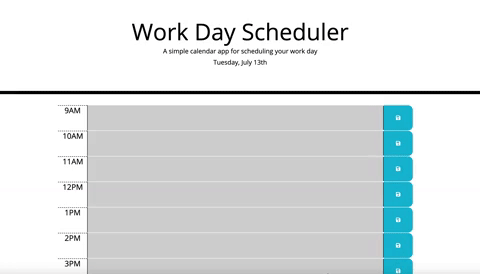 Work Day Scheduler
A simple calendar app for scheduling your work day
Tuesday, July 13th
9AM
10AM
11AM
12PM
1PM
2PM
3PM